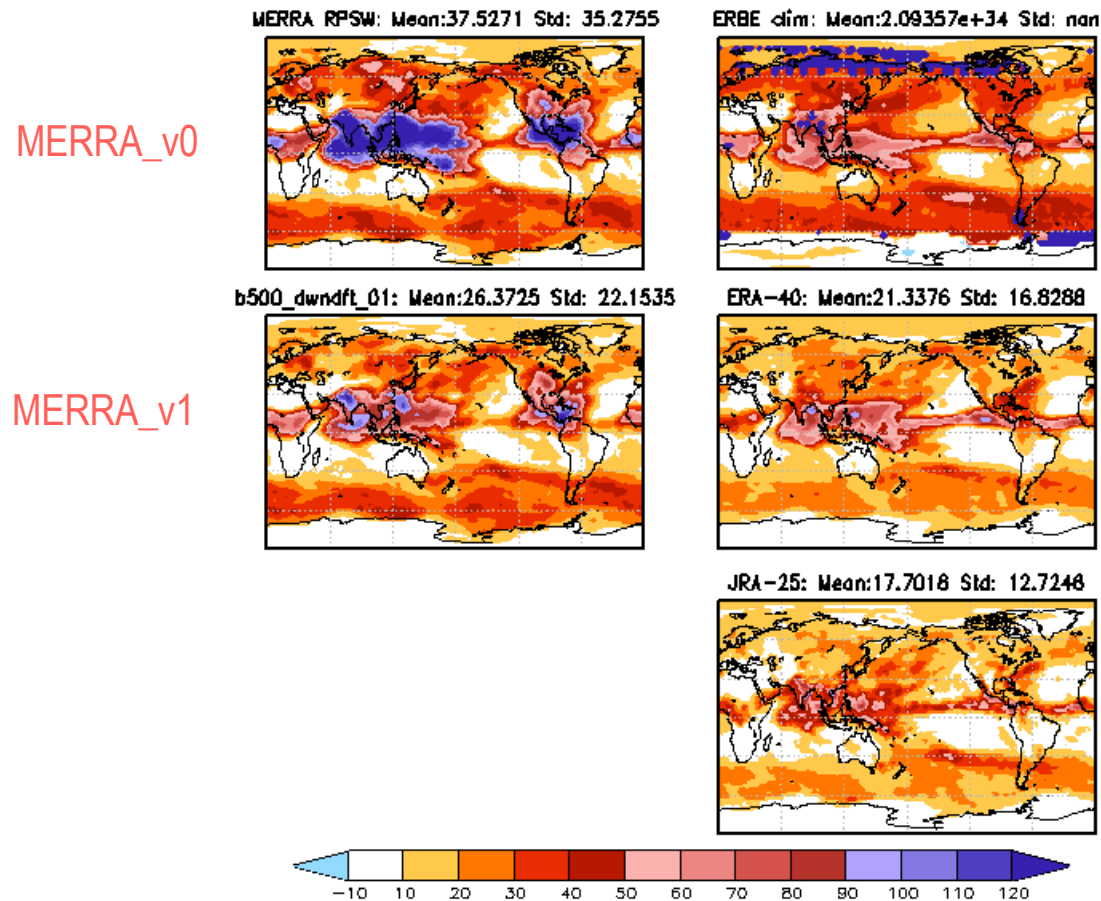 MERRA RPSW: Mean:37.5271 Std: 35.2755
ERBE clim: Mean:2.09357e+34 Std: nan
MERRA_v0
b500_dwndft_01: Mean:26.3725 Std: 22.1535
ERA-40: Mean:21.3376 Std: 16.8288
MERRA_v1
JRA-25: Mean:17.7018 Std: 12.7246
-10 10 20 30 40 50 60 70 80 90 100 110 120